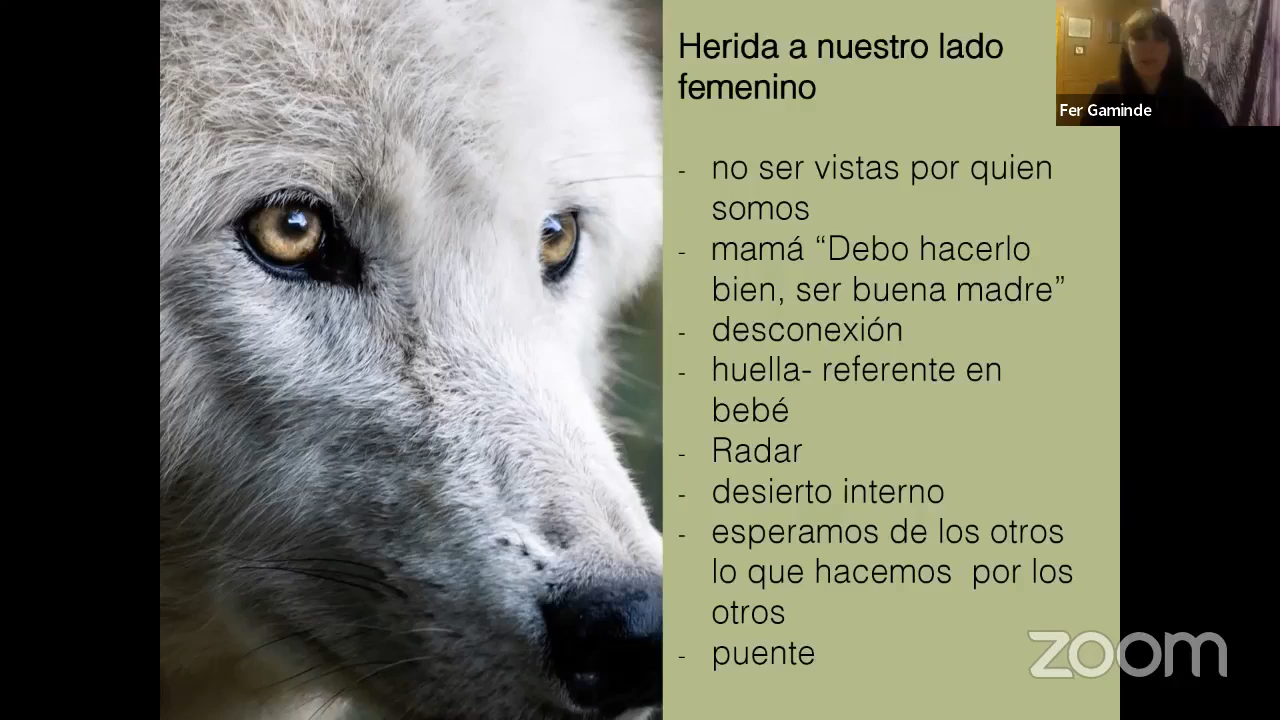 Herida a nuestro lado
femenino
- no ser vistas por quien
somos
- mamá “Debo hacerlo
bien, ser buena madre”
- desconexión
- huella- referente en
bebé
- Radar
- desierto interno
- esperamos de los otros
lo que hacemos  por los
otros
- puente
Fer Gaminde
zoom